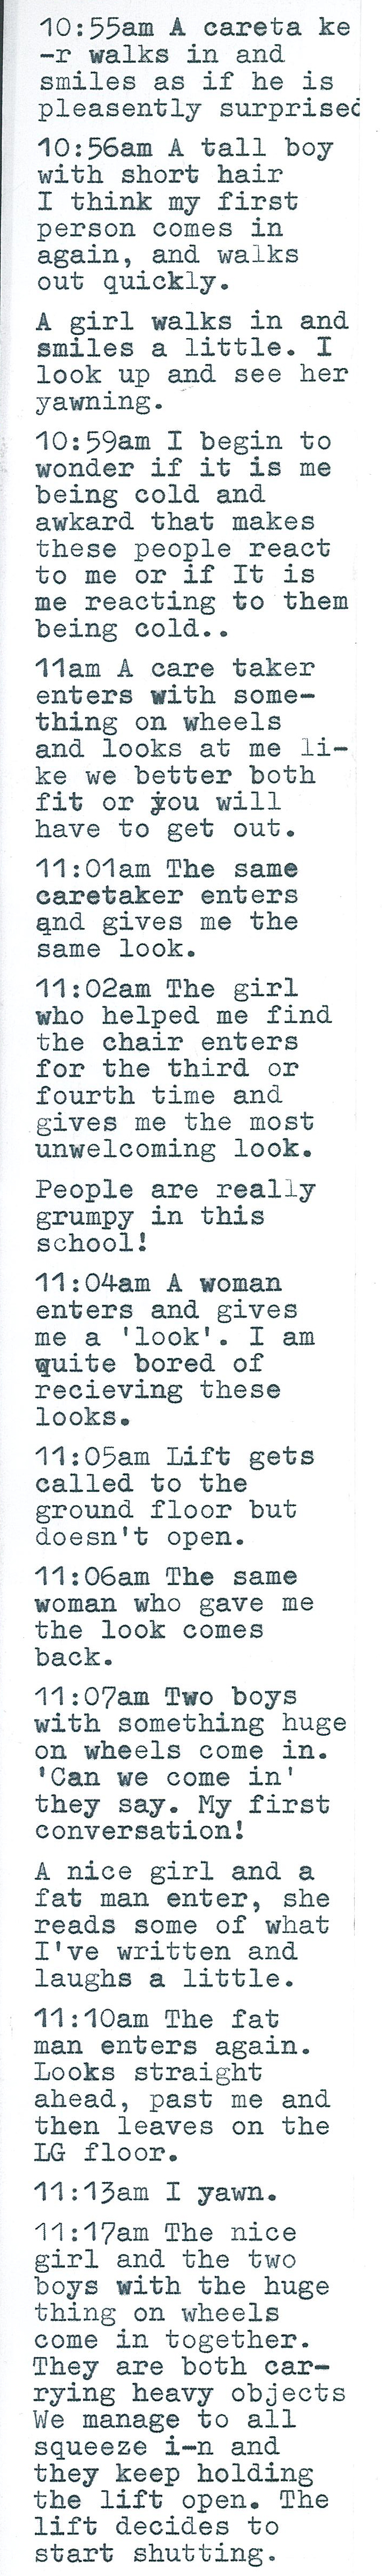 10:55am A careta ke
-r walks in and
smiles as if he is
pleasently surprised
10:56am A tall boy
with short hair
I think my first
person comes in
again, and walks
out quickly.
A girl walks in and
smiles a little. I
look up and see her
yawning.
10:59am I begin to
wonder if it is me
being cold and
awkard that makes
these people react
to me or if It is
me reacting to them
being cold..
11am A care taker
enters with some-
thing on wheels
and looks at me li-
ke we better both
fit or you will
have to get out.
11:01am The same
caretaker enters
and gives me the
same look.
11:02am The girl
who helped me find
the chair enters
for the third or
fourth time and
gives me the most
unwelcoming look.
People are really
grumpy in this
school!
11:04am A woman
enters and gives
me a 'look'. I am
quite bored of
recieving these
looks.
11:05am Lift gets
called to the
ground floor but
doesn't open.
11:06am The same
woman who gave me
the look comes
back.
11:07am Two boys
with something huge
on wheels come in.
'Can we come in'
they say. My first
conversation!
A nice girl and a
fat man enter, she
reads some of what
I've written and
laughs a little.
11:10am The fat
man enters again.
Looks straight
ahead, past me and
then leaves on the
LG floor.
11:13am I yawn.
11:17am The nice
girl and the two
boys with the huge
thing on wheels
come in together.
They are both car-
rying heavy objects
We manage to all
squeeze i-n and
they keep holding
the lift open. The
lift decides to
start shutting.